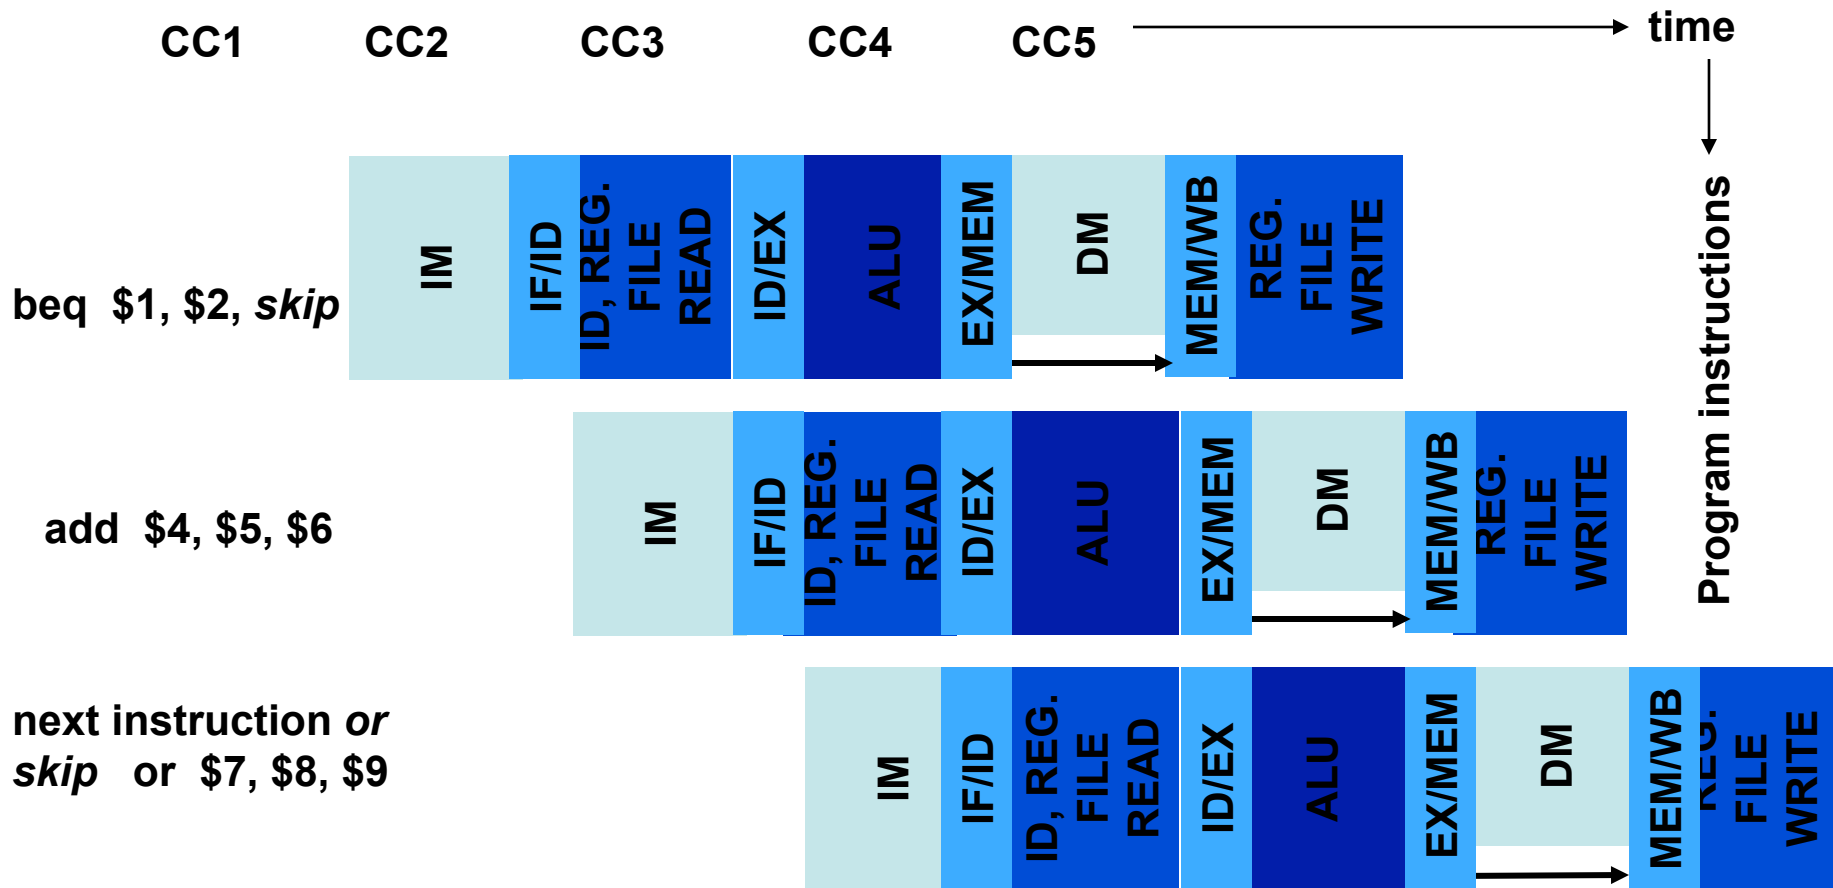 CC1 CC2 CC3 CC4 CC5 time
Program instructions
beq $1, $2, skip
IM
IF/ID
ID, REG.
FILE
READ
ID/EX
ALU
EX/MEM
DM
MEM/WB
REG.
FILE
WRITE
add $4, $5, $6
IM
IF/ID
ID, REG.
FILE
READ
ID/EX
ALU
EX/MEM
DM
MEM/WB
REG.
FILE
WRITE
next instruction or
skip or $7, $8, $9
IM
IF/ID
ID, REG.
FILE
READ
ID/EX
ALU
EX/MEM
DM
MEM/WB
REG.
FILE
WRITE